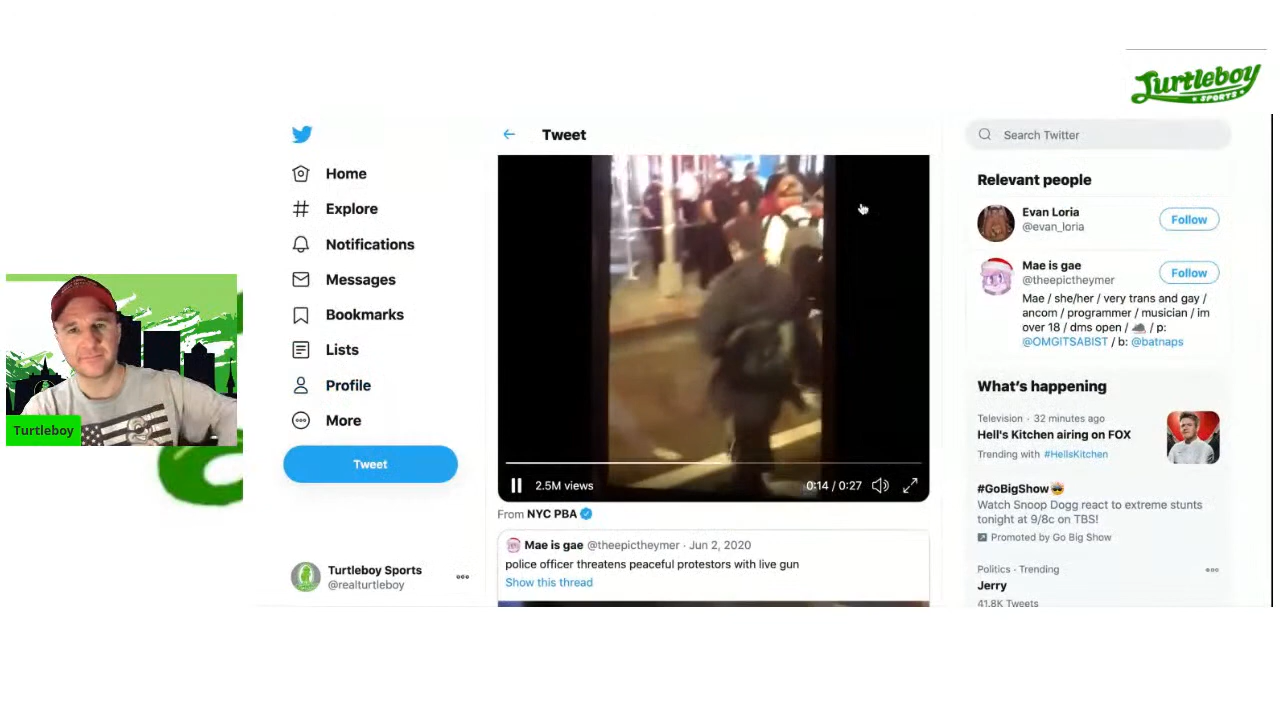 Turtleboy
SPORTS
Tweet
Search Twitter
Home
Explore
Notifications
Messages
Bookmarks
Lists
Profile
More
Tweet
Turtleboy Sports
@realturtleboy
Turtleboy
2.5M views
0:14 / 0:27
From NYC PBA
Mae is gae @theepictheymer · Jun 2, 2020
police officer threatens peaceful protestors with live gun
Show this thread
Relevant people
Evan Loria
@evan_loria
Follow
Mae is gae
@theepictheymer
Follow
Mae / she/her / very trans and gay /
ancom / programmer / musician / im
over 18 / dms open / / p:
@OMGITSABIST / b: @batnaps
What's happening
Television · 32 minutes ago
Hell's Kitchen airing on FOX
Trending with #HellsKitchen
#GoBigShow
Watch Snoop Dogg react to extreme stunts
tonight at 9/8c on TBS!
Promoted by Go Big Show
Politics · Trending
Jerry
41.8K Tweets